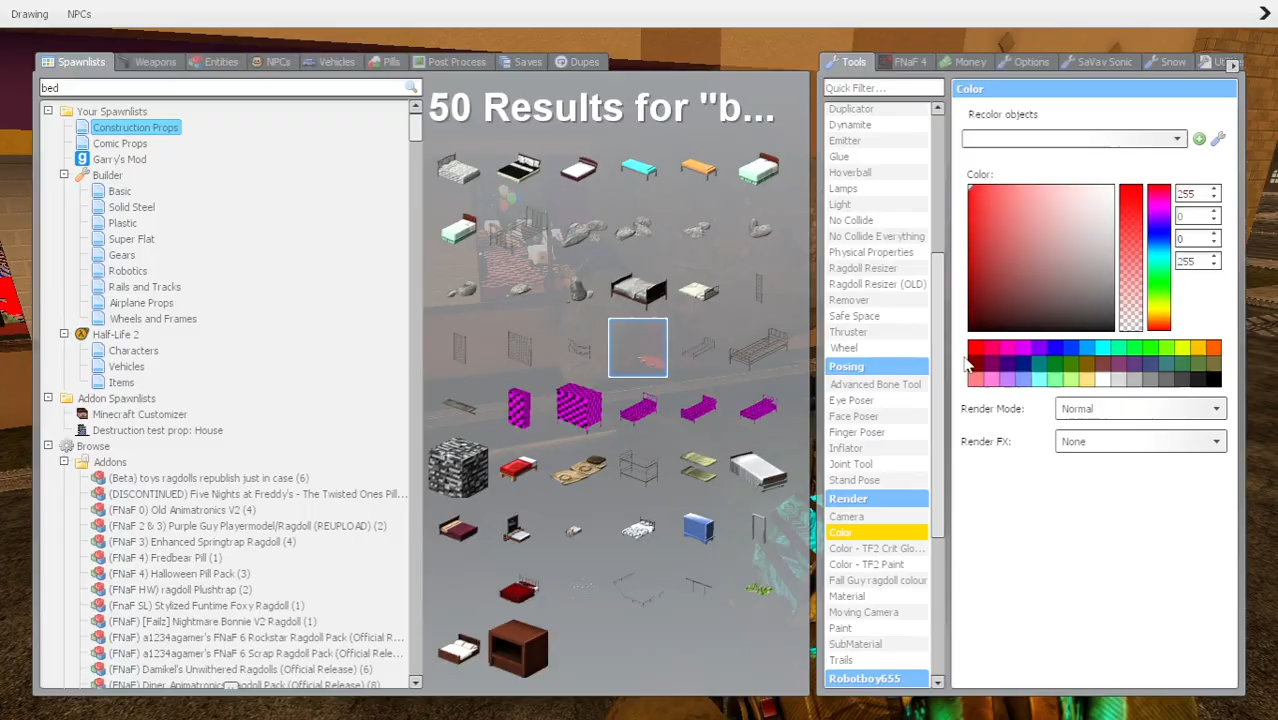 Drawing NPCs
Spawnlists Weapons Entities NPCs Vehicles Pills Post Process Saves Dupes
bed
Your Spawnlists
Construction Props
Comic Props
Garry's Mod
Builder
Basic
Solid Steel
Plastic
Super Flat
Gears
Robotics
Rails and Tracks
Airplane Props
Wheels and Frames
Half-Life 2
Characters
Vehicles
Items
Addon Spawnlists
Minecraft Customizer
Destruction test prop: House
Browse
Addons
(Beta) toys ragdolls republish just in case (6)
(DISCONTINUED) Five Nights at Freddy's - The Twisted Ones Pill...
(FNaF 0) Old Animatronics V2 (4)
(FNaF 2 & 3) Purple Guy Playermodel/Ragdoll (REUPLOAD) (2)
(FNaF 3) Enhanced Springtrap Ragdoll (4)
(FNaF 4) Fredbear Pill (1)
(FNaF 4) Halloween Pill Pack (3)
(FNaF HW) ragdoll Plushtrap (2)
(FnaF SL) Stylized Funtime Foxy Ragdoll (1)
(FNaF) [Failz] Nightmare Bonnie V2 Ragdoll (1)
(FNAF) a1234agamer's FNAF 6 Rockstar Ragdoll Pack (Official R...
(FNAF) a1234agamer's FNAF 6 Scrap Ragdoll Pack (Official Rele...
(FNAF) Damikel's Unwithered Ragdolls (Official Release) (6)
(FNAF) Diner Animatronic Ragdoll Pack (Official Release) (8)
50 Results for "b...
Tools FNaF 4 Money Options SaVav Sonic Snow
Quick Filter...
Duplicator
Dynamite
Emitter
Glue
Hoverball
Lamps
Light
No Collide
No Collide Everything
Physical Properties
Ragdoll Resizer
Ragdoll Resizer (OLD)
Remover
Safe Space
Thruster
Wheel
Posing
Advanced Bone Tool
Eye Poser
Face Poser
Finger Poser
Inflator
Joint Tool
Stand Pose
Render
Camera
Color
Color - TF2 Crit Glo...
Color - TF2 Paint
Fall Guy ragdoll colour
Material
Moving Camera
Paint
SubMaterial
Trails
Robotboy655
Color
Recolor objects
Color:
255
0
0
255
Render Mode: Normal
Render FX: None